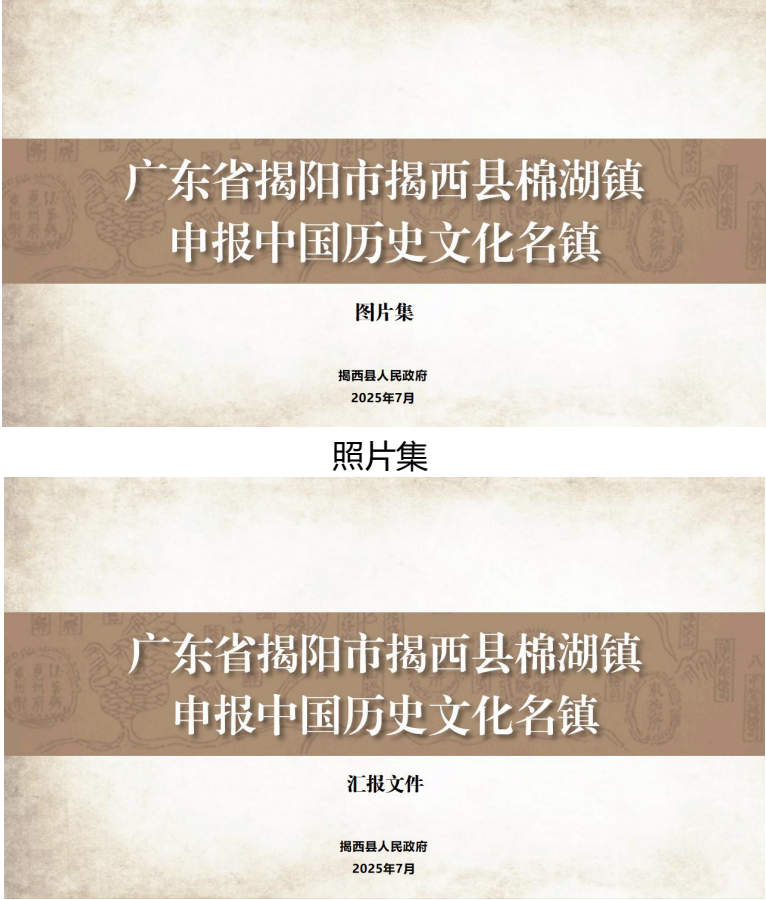 广东省揭阳市揭西县棉湖镇
申报中国历史文化名镇
图片集
揭西县人民政府
2025年7月
照片集
广东省揭阳市揭西县棉湖镇
申报中国历史文化名镇
汇报文件
揭西县人民政府
2025年7月